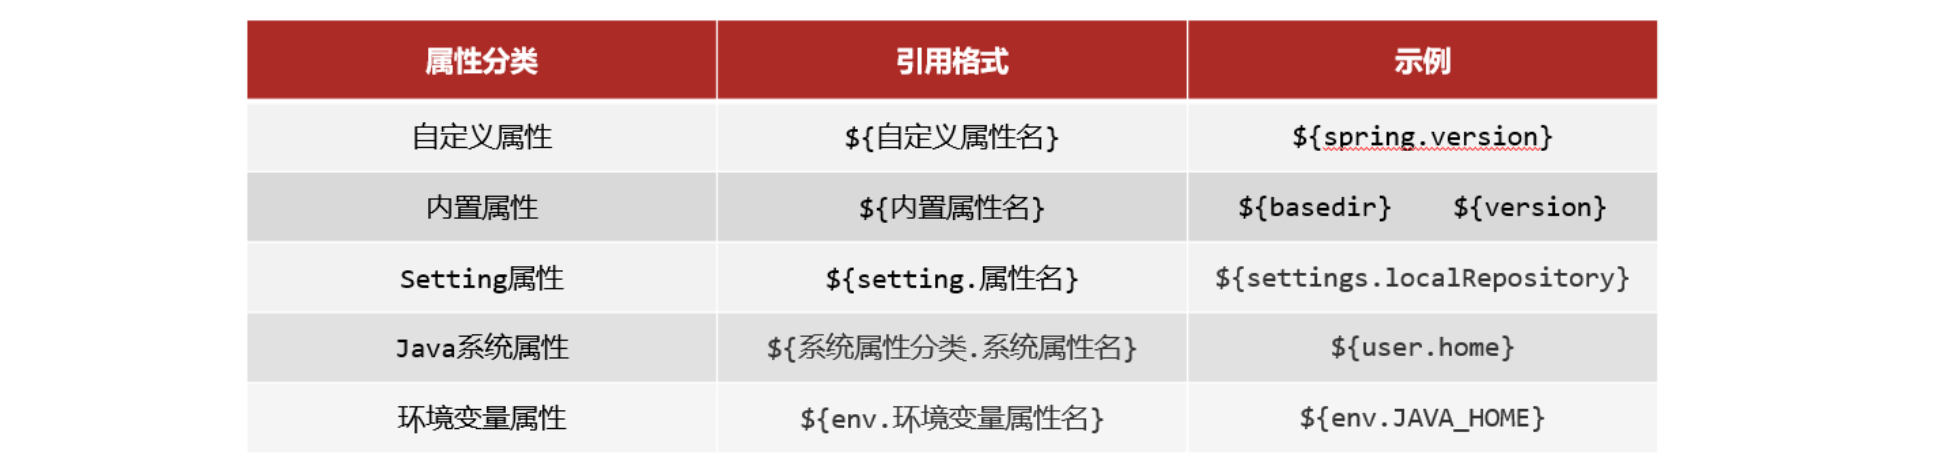 属性分类 引用格式 示例
自定义属性 ${自定义属性名} ${spring.version}
内置属性 ${内置属性名} ${basedir} ${version}
Setting属性 ${setting.属性名} ${settings.localRepository}
Java系统属性 ${系统属性分类.系统属性名} ${user.home}
环境变量属性 ${env.环境变量属性名} ${env.JAVA_HOME}